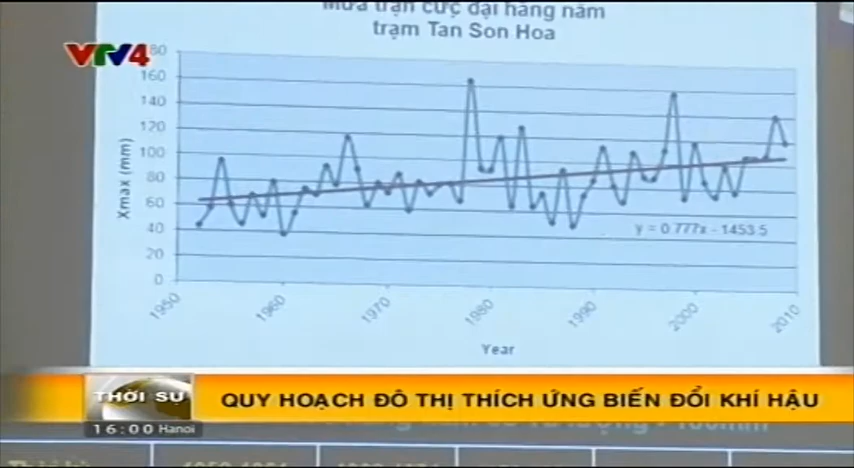 Mưa trận cực đại hàng năm
trạm Tan Son Hoa
VTV4
80
160
140
120
100
80
60
40
20
0
Xmax (mm)
y = 0.777x - 1453.5
1950
1960
1970
1980
1990
2000
2010
Year
THỜI SỰ
16:00 Hanoi
QUY HOẠCH ĐÔ THỊ THÍCH ỨNG BIẾN ĐỔI KHÍ HẬU